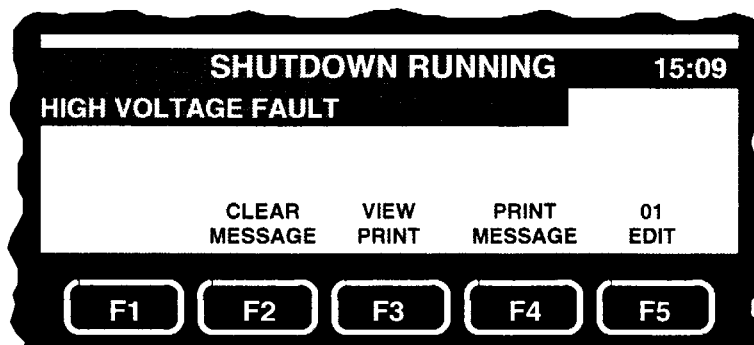 SHUTDOWN RUNNING 15:09
HIGH VOLTAGE FAULT
CLEAR MESSAGE
VIEW PRINT
PRINT MESSAGE
01 EDIT
F1 F2 F3 F4 F5